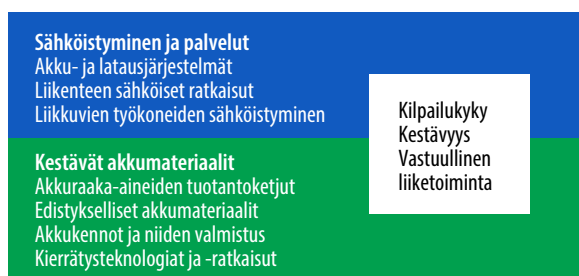 Sähköistyminen ja palvelut
Akku- ja latausjärjestelmät
Liikenteen sähköiset ratkaisut
Liikkuvien työkoneiden sähköistyminen
Kilpailukyky
Kestävyys
Vastuullinen
liiketoiminta
Kestävät akkumateriaalit
Akkuraaka-aineiden tuotantoketjut
Edistykselliset akkumateriaalit
Akkukennot ja niiden valmistus
Kierrätysteknologiat ja -ratkaisut